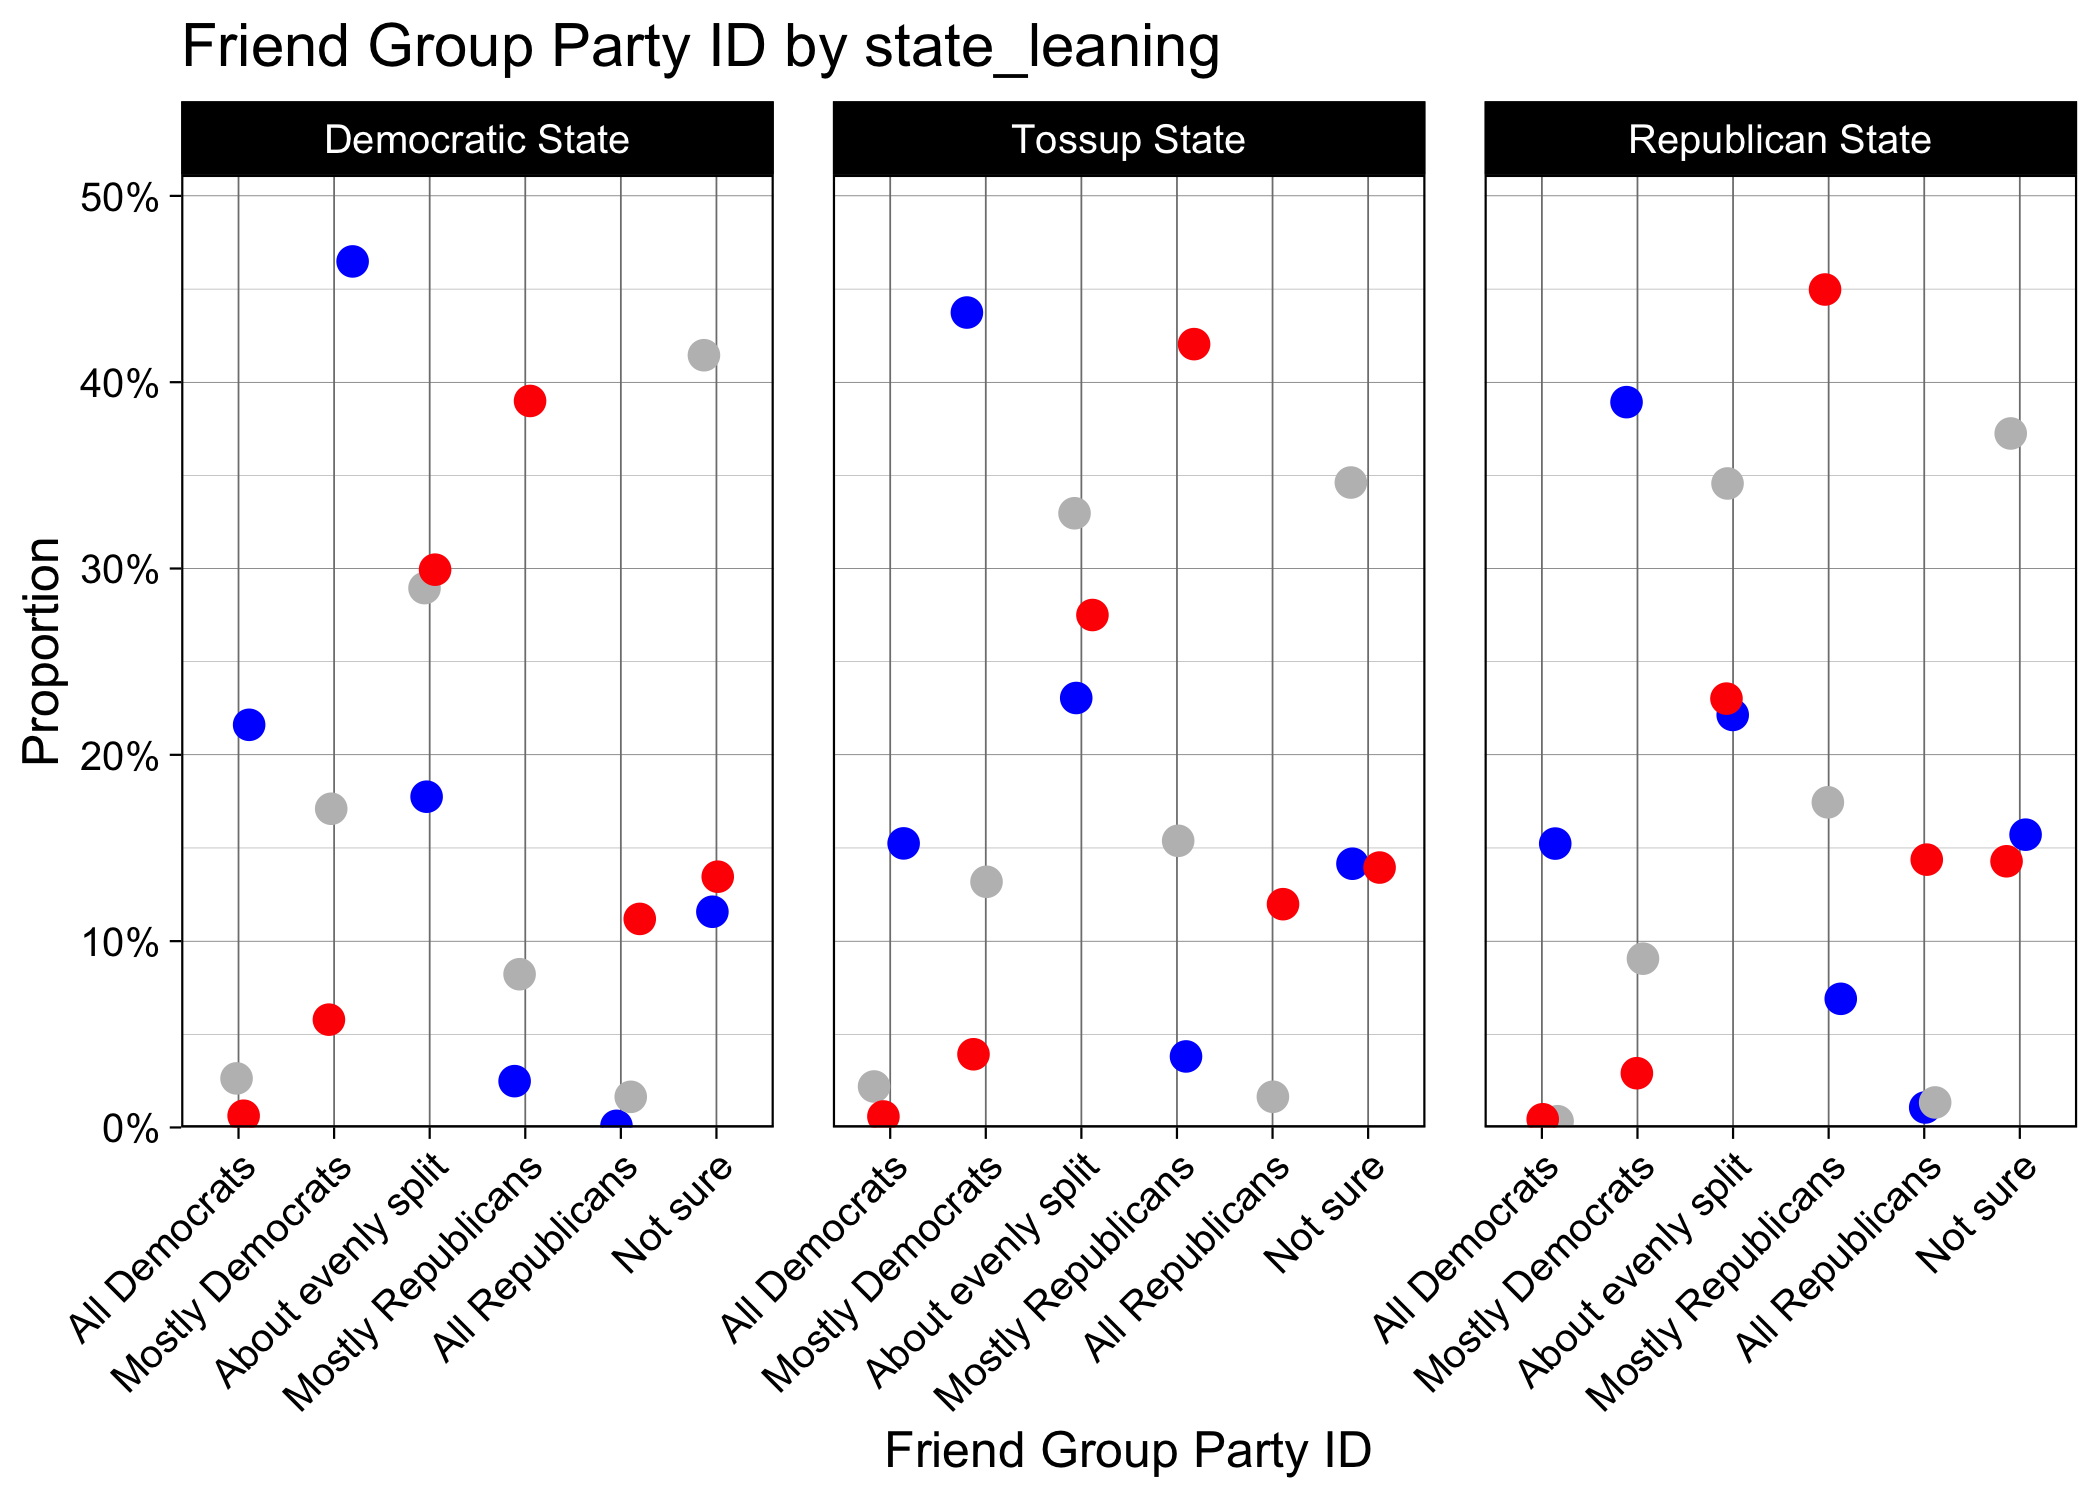 Friend Group Party ID by state_leaning
Democratic State
Tossup State
Republican State
Proportion
50%
40%
30%
20%
10%
0%
All Democrats
Mostly Democrats
About evenly split
Mostly Republicans
All Republicans
Not sure
All Democrats
Mostly Democrats
About evenly split
Mostly Republicans
All Republicans
Not sure
All Democrats
Mostly Democrats
About evenly split
Mostly Republicans
All Republicans
Not sure
Friend Group Party ID